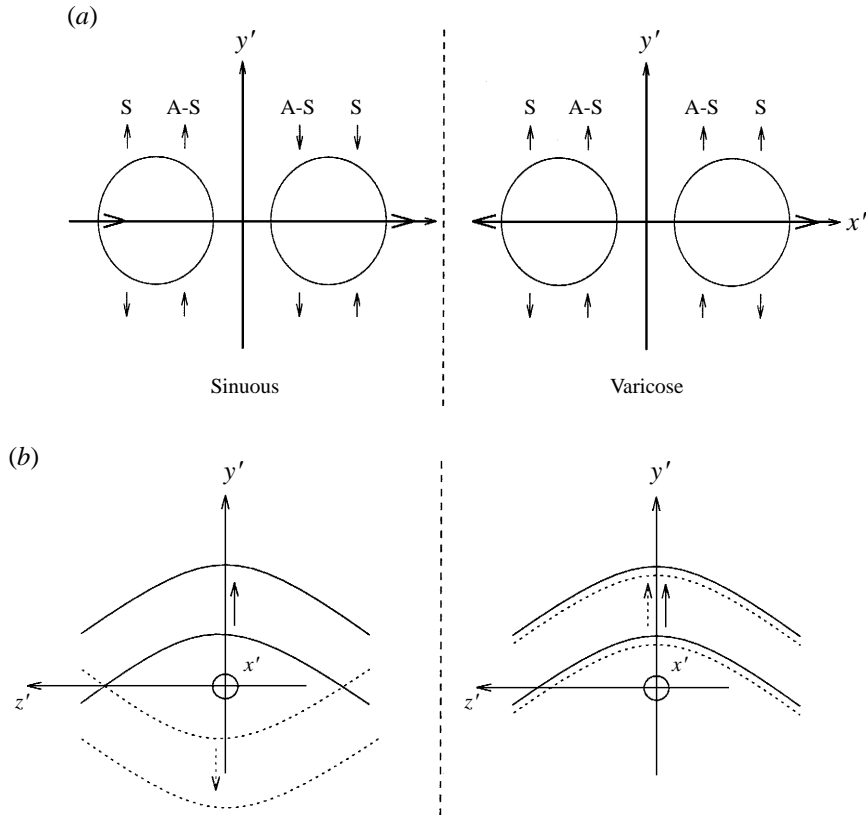 (a)
y′ y′
S A-S A-S S S A-S A-S S
x′
Sinuous Varicose
(b)
y′ y′
x′ x′
z′ z′